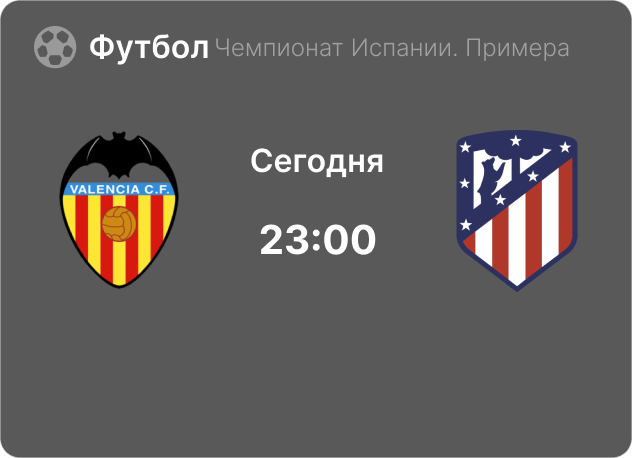 Футбол Чемпионат Испании. Примера
Сегодня
VALENCIA C.F.
23:00